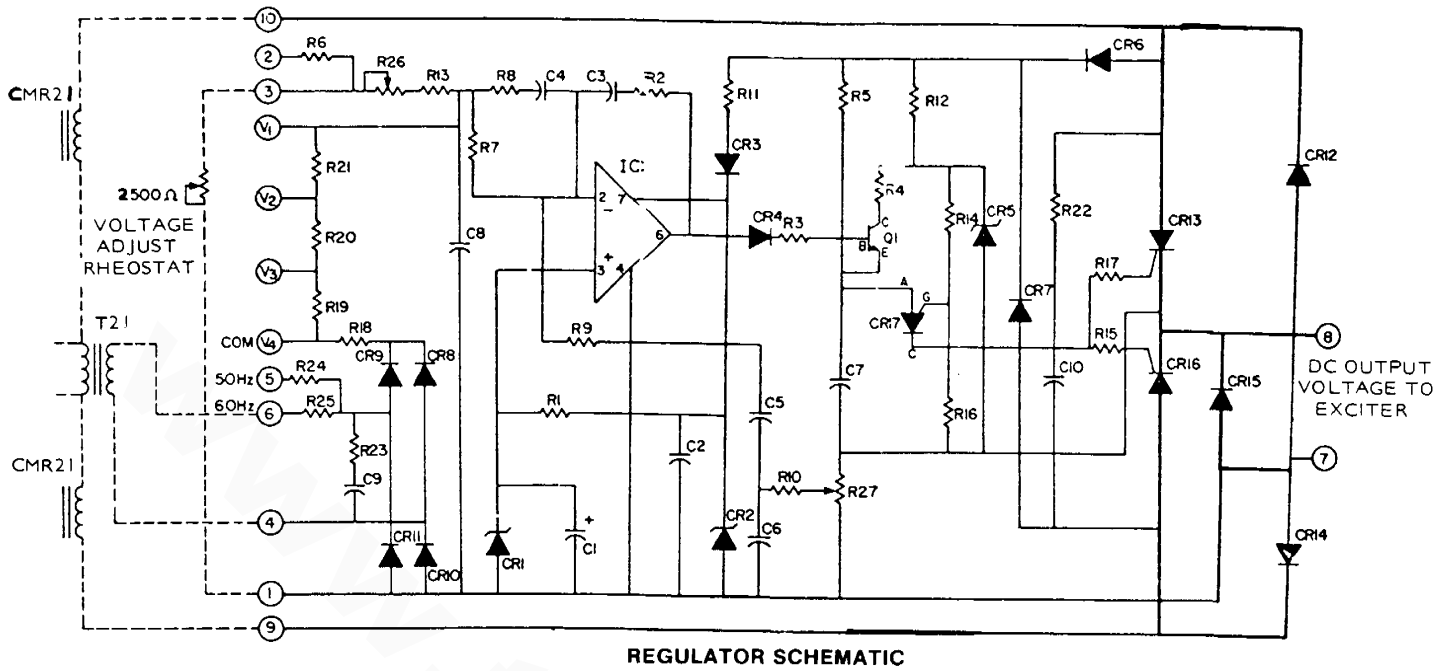 10
2
R6
3
R26
R13
R8
C4
C3
R2
CMR21
V1
R21
R7
R11
R5
R12
CR6
CR3
IC
2
7
-
6
+
3
4
2500Ω
VOLTAGE
ADJUST
RHEOSTAT
V2
R20
V3
R19
C8
CR4
R3
R4
C
Q1
B
E
R14
CR5
R22
CR13
CR12
R17
A
G
CR17
C
CR7
T21
COM
V4
R18
CR9
CR8
R9
R15
CR16
8
DC OUTPUT
VOLTAGE TO
EXCITER
50Hz
5
R24
60Hz
6
R25
R1
C5
C7
R16
C10
CR15
R23
C9
C2
R10
R27
7
CMR21
4
CR11
CR10
CR1
+
C1
CR2
C6
CR14
1
9
REGULATOR SCHEMATIC